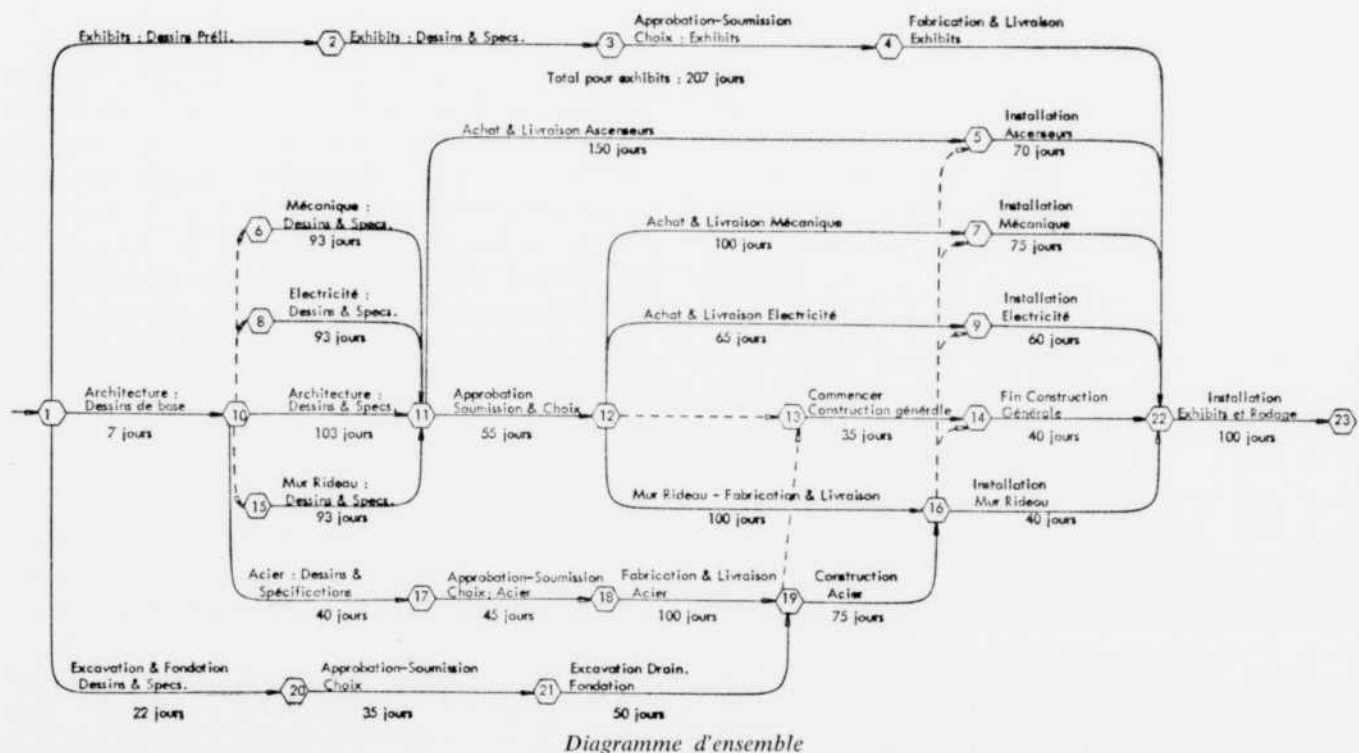 Exhibits : Dessins Préli.
2
Exhibits : Dessins & Specs.
3
Approbation-Soumission
Choix : Exhibits
4
Fabrication & Livraison
Exhibits
Total pour exhibits : 207 jours
Achat & Livraison Ascenseurs
150 jours
5
Installation
Ascenseurs
70 jours
6
Mécanique :
Dessins & Specs.
93 jours
Achat & Livraison Mécanique
100 jours
7
Installation
Mécanique
75 jours
8
Electricité :
Dessins & Specs.
93 jours
Achat & Livraison Electricité
65 jours
9
Installation
Electricité
60 jours
1
Architecture :
Dessins de base
7 jours
10
Architecture :
Dessins & Specs.
103 jours
11
Approbation
Soumission & Choix
55 jours
12
13
Commencer
Construction générale
35 jours
14
Fin Construction
Générale
40 jours
22
Installation
Exhibits et Rodage
100 jours
23
15
Mur Rideau :
Dessins & Specs.
93 jours
Mur Rideau - Fabrication & Livraison
100 jours
16
Installation
Mur Rideau
40 jours
Acier : Dessins &
Spécifications
40 jours
17
Approbation-Soumission
Choix; Acier
45 jours
18
Fabrication & Livraison
Acier
100 jours
19
Construction
Acier
75 jours
Excavation & Fondation
Dessins & Specs.
22 jours
20
Approbation-Soumission
Choix
35 jours
21
Excavation Drain.
Fondation
50 jours
Diagramme d'ensemble